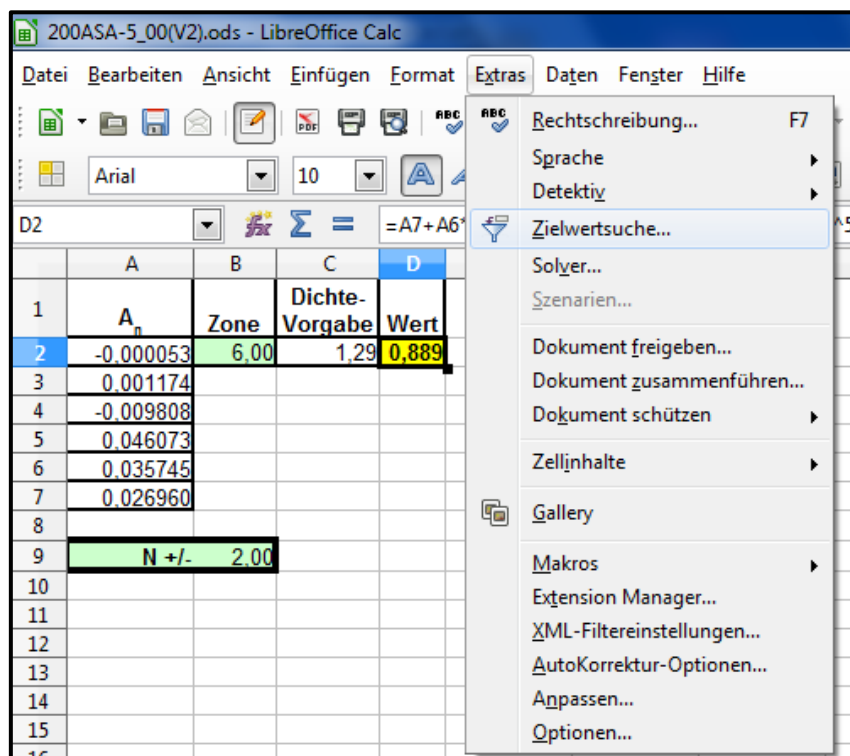 200ASA-5_00(V2).ods - LibreOffice Calc
Datei Bearbeiten Ansicht Einfügen Format Extras Daten Fenster Hilfe
PDF ABC ABC
Arial 10 A
D2 fx Σ = =A7+A6*
A B C D
1 An Zone Dichte-Vorgabe Wert
2 -0,000053 6,00 1,29 0,889
3 0,001174
4 -0,009808
5 0,046073
6 0,035745
7 0,026960
8
9 N +/- 2,00
10
11
12
13
14
15
Rechtschreibung... F7
Sprache
Detektiv
Zielwertsuche...
Solver...
Szenarien...
Dokument freigeben...
Dokument zusammenführen...
Dokument schützen
Zellinhalte
Gallery
Makros
Extension Manager...
XML-Filtereinstellungen...
AutoKorrektur-Optionen...
Anpassen...
Optionen...